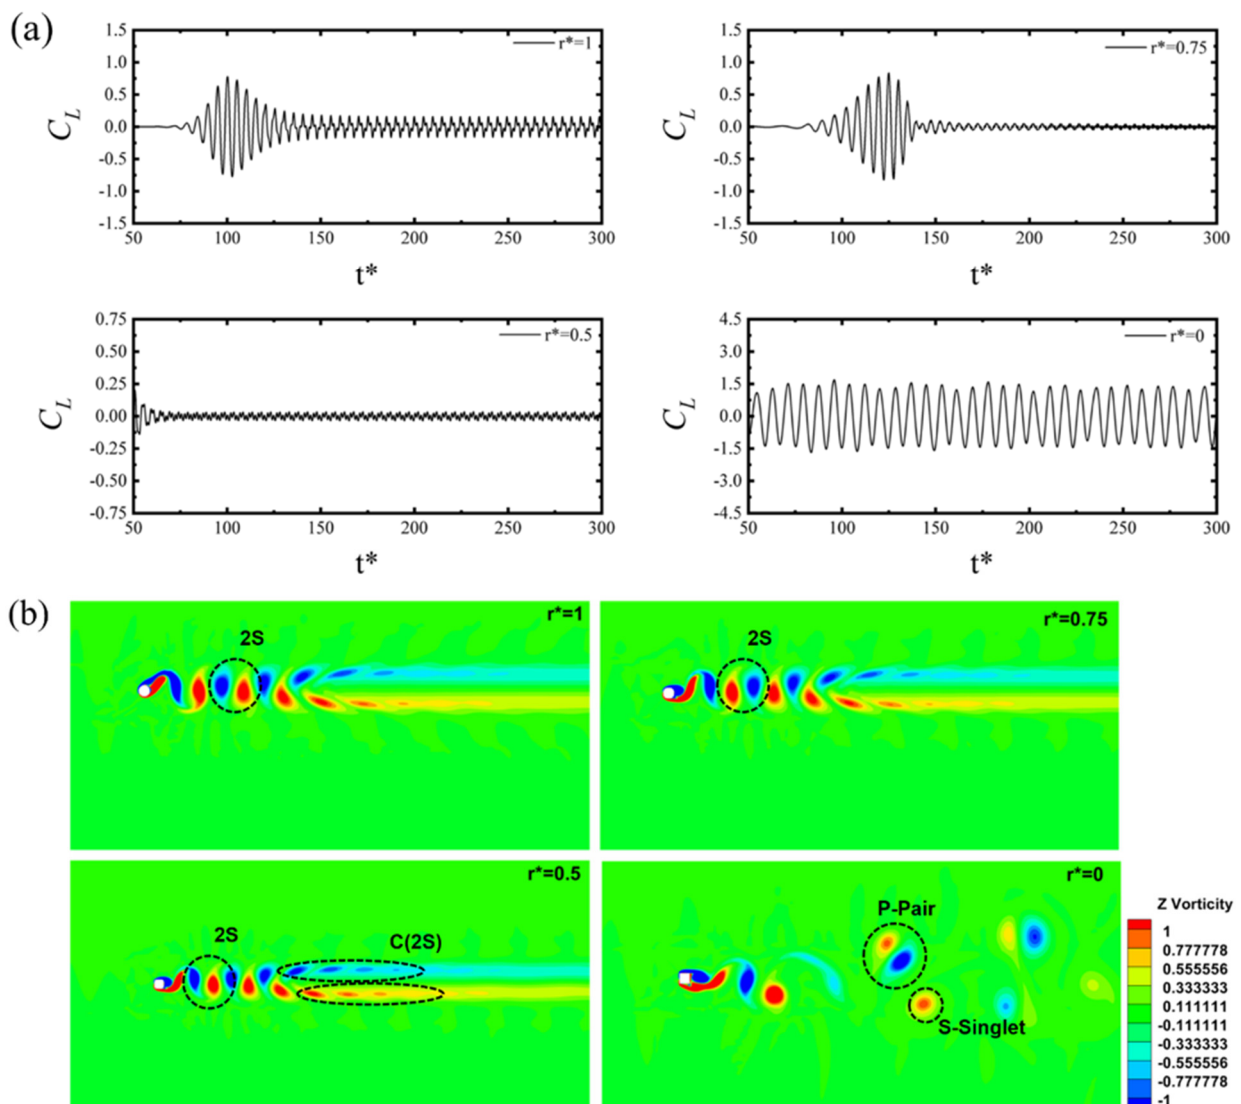 (a)
1.5
1.0
0.5
0.0
-0.5
-1.0
-1.5
C_L
r*=1
50 100 150 200 250 300
t*
1.5
1.0
0.5
0.0
-0.5
-1.0
-1.5
C_L
r*=0.75
50 100 150 200 250 300
t*
0.75
0.50
0.25
0.00
-0.25
-0.50
-0.75
C_L
r*=0.5
50 100 150 200 250 300
t*
4.5
3.0
1.5
0.0
-1.5
-3.0
-4.5
C_L
r*=0
50 100 150 200 250 300
t*
(b)
r*=1
2S
r*=0.75
2S
r*=0.5
2S
C(2S)
r*=0
P-Pair
S-Singlet
Z Vorticity
1
0.777778
0.555556
0.333333
0.111111
-0.111111
-0.333333
-0.555556
-0.777778
-1